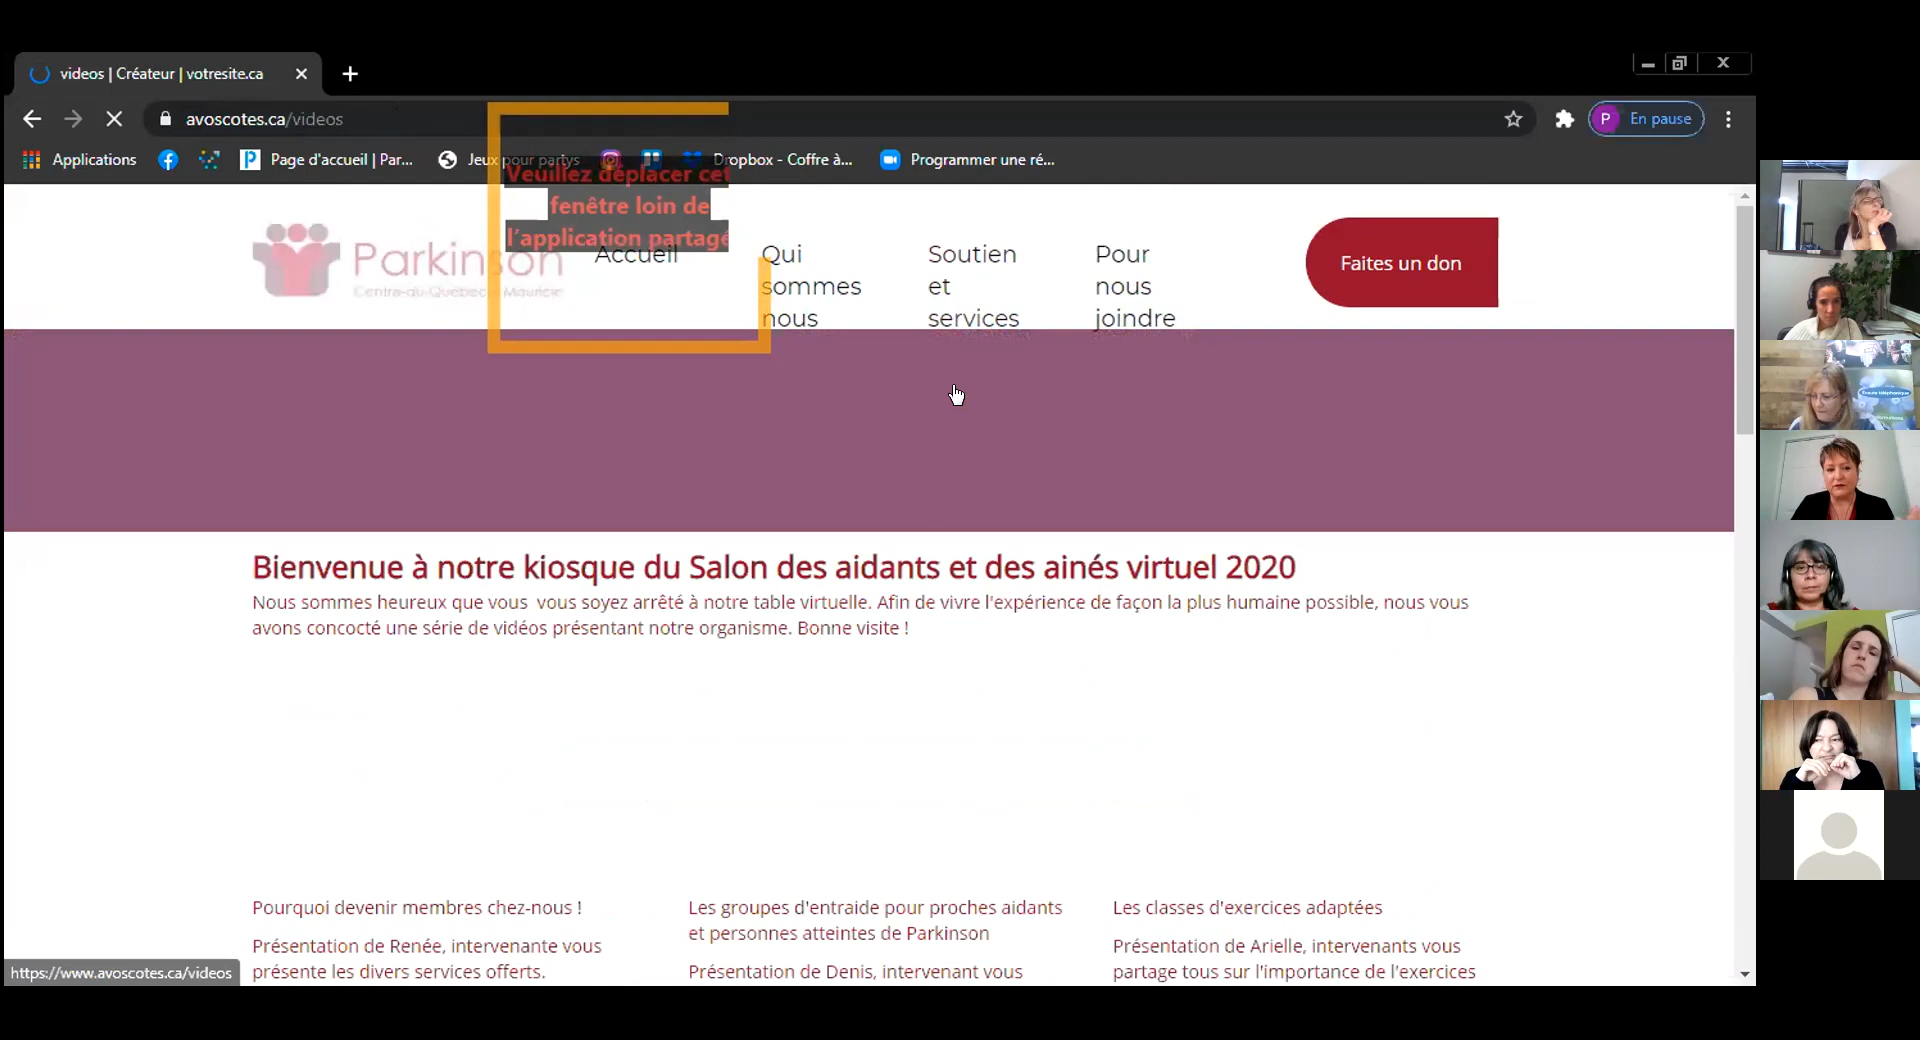 videos | Créateur | votresite.ca
avoscotes.ca/videos
P En pause
Applications
Page d'accueil | Par...
Jeux pour partys
Dropbox - Coffre à...
Programmer une ré...
Veuillez déplacer cet
fenêtre loin de
l'application partagé
Parkinson
Centre-du-Québec Mauricie
Accueil
Qui
sommes
nous
Soutien
et
services
Pour
nous
joindre
Faites un don
Bienvenue à notre kiosque du Salon des aidants et des ainés virtuel 2020
Nous sommes heureux que vous vous soyez arrêté à notre table virtuelle. Afin de vivre l'expérience de façon la plus humaine possible, nous vous
avons concocté une série de vidéos présentant notre organisme. Bonne visite !
Pourquoi devenir membres chez-nous !
Présentation de Renée, intervenante vous
présente les divers services offerts.
Les groupes d'entraide pour proches aidants
et personnes atteintes de Parkinson
Présentation de Denis, intervenant vous
Les classes d'exercices adaptées
Présentation de Arielle, intervenants vous
partage tous sur l'importance de l'exercices
https://www.avoscotes.ca/videos